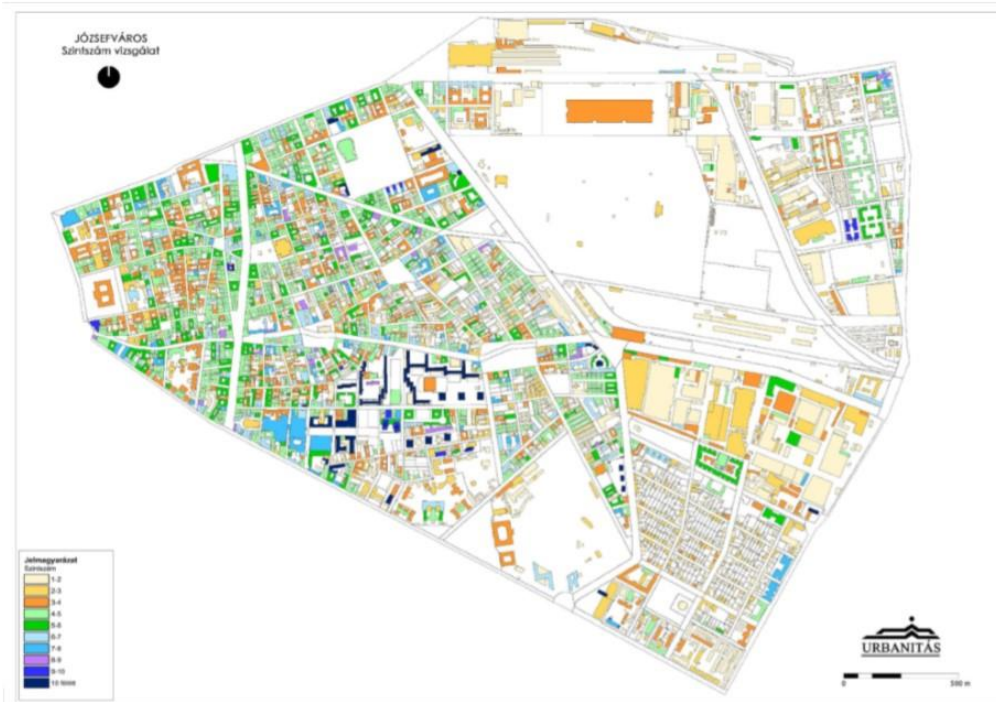 JÓZSEFVÁROS
Szintszám vizsgálat
Jelmagyarázat
Szintszám
1-2
2-3
3-4
4-5
5-6
6-7
7-8
8-9
9-10
10 felett
URBANITÁS
0
500 m